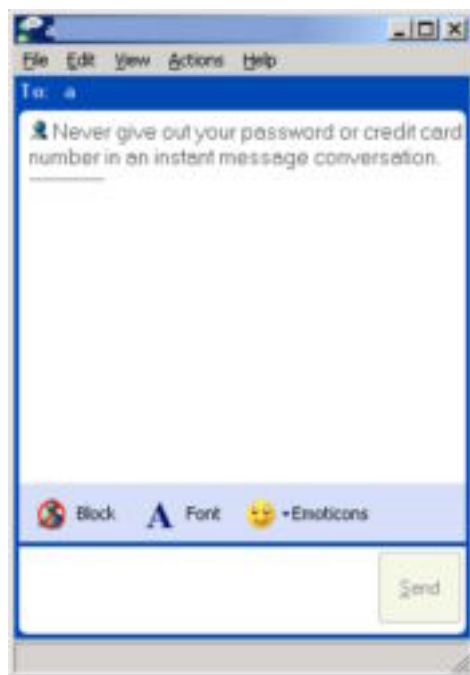 File Edit View Actions Help
To: a
Never give out your password or credit card
number in an instant message conversation.
Block Font Emoticons
Send